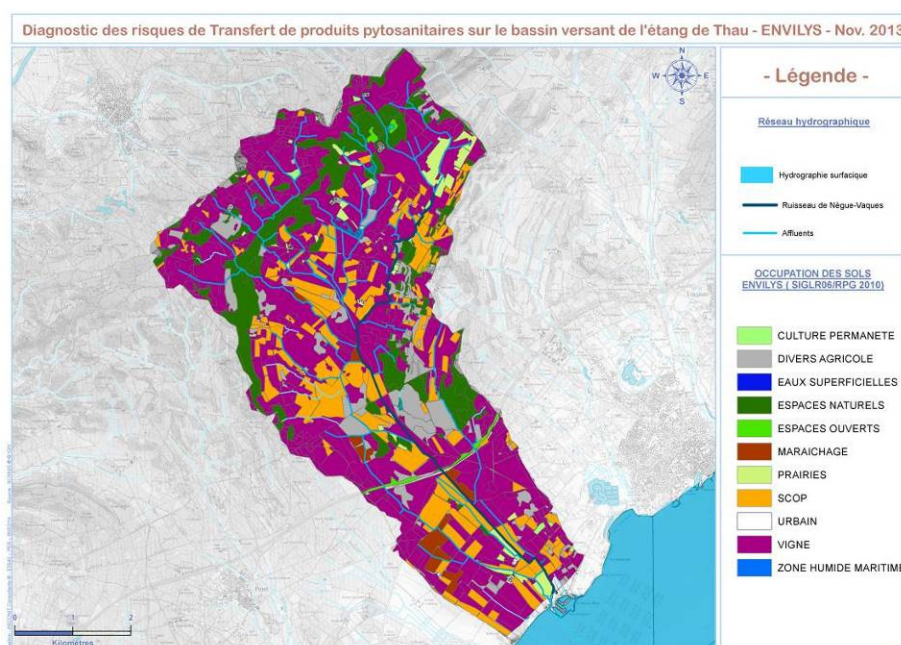 Diagnostic des risques de Transfert de produits pytosanitaires sur le bassin versant de l'étang de Thau - ENVILYS - Nov. 2013
N
W
E
S
- Légende -
Réseau hydrographique
Hydrographie surfacique
Ruisseau de Nègue-Vaques
Affluents
OCCUPATION DES SOLS
ENVILYS ( SIGLR06/RPG 2010)
CULTURE PERMANETE
DIVERS AGRICOLE
EAUX SUPERFICIELLES
ESPACES NATURELS
ESPACES OUVERTS
MARAICHAGE
PRAIRIES
SCOP
URBAIN
VIGNE
ZONE HUMIDE MARITIME
0 1 2
Kilomètres